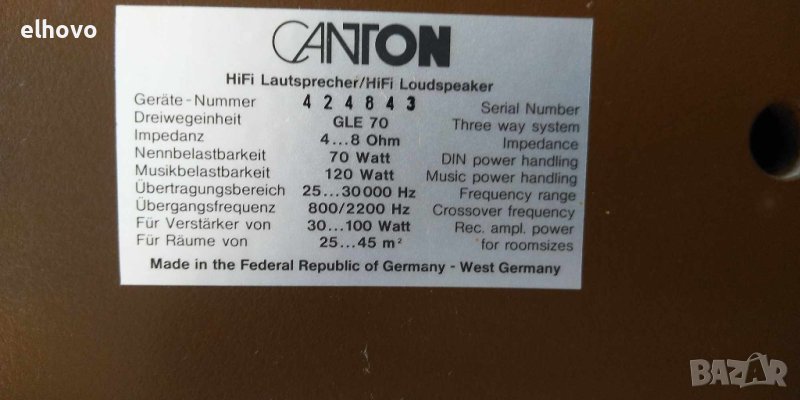 elhovo
CANTON
HiFi Lautsprecher/HiFi Loudspeaker
Geräte-Nummer 424843 Serial Number
Dreiwegeinheit GLE 70 Three way system
Impedanz 4...8 Ohm Impedance
Nennbelastbarkeit 70 Watt DIN power handling
Musikbelastbarkeit 120 Watt Music power handling
Übertragungsbereich 25...30000 Hz Frequency range
Übergangsfrequenz 800/2200 Hz Crossover frequency
Für Verstärker von 30...100 Watt Rec. ampl. power
Für Räume von 25...45 m² for roomsizes
Made in the Federal Republic of Germany - West Germany
BAZAR